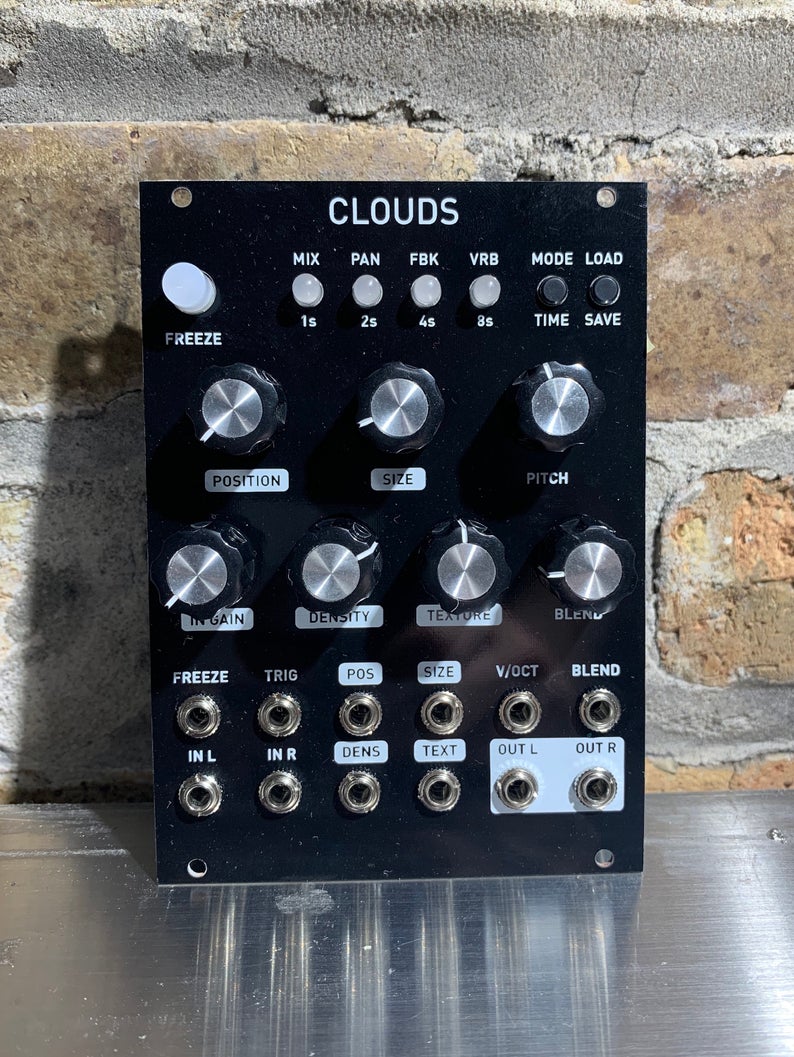 CLOUDS
MIX PAN FBK VRB MODE LOAD
1s 2s 4s 8s TIME SAVE
FREEZE
POSITION SIZE PITCH
IN GAIN DENSITY TEXTURE BLEND
FREEZE TRIG POS SIZE V/OCT BLEND
IN L IN R DENS TEXT OUT L OUT R